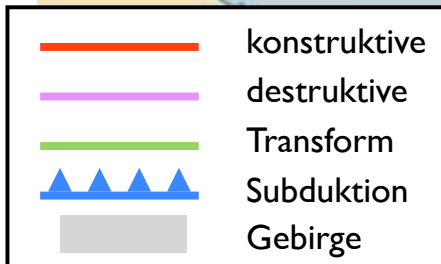 konstruktive
destruktive
Transform
Subduktion
Gebirge